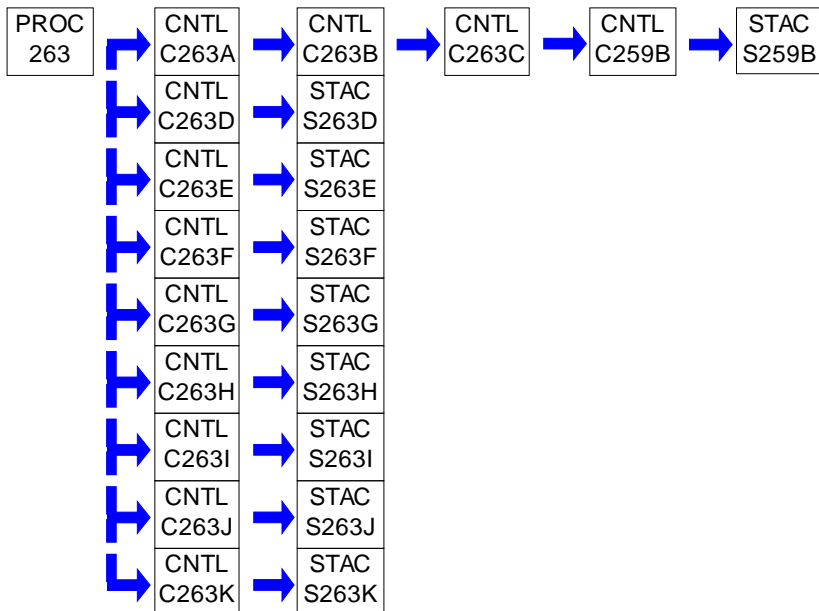 PROC
263
CNTL
C263A
CNTL
C263B
CNTL
C263C
CNTL
C259B
STAC
S259B
CNTL
C263D
STAC
S263D
CNTL
C263E
STAC
S263E
CNTL
C263F
STAC
S263F
CNTL
C263G
STAC
S263G
CNTL
C263H
STAC
S263H
CNTL
C263I
STAC
S263I
CNTL
C263J
STAC
S263J
CNTL
C263K
STAC
S263K